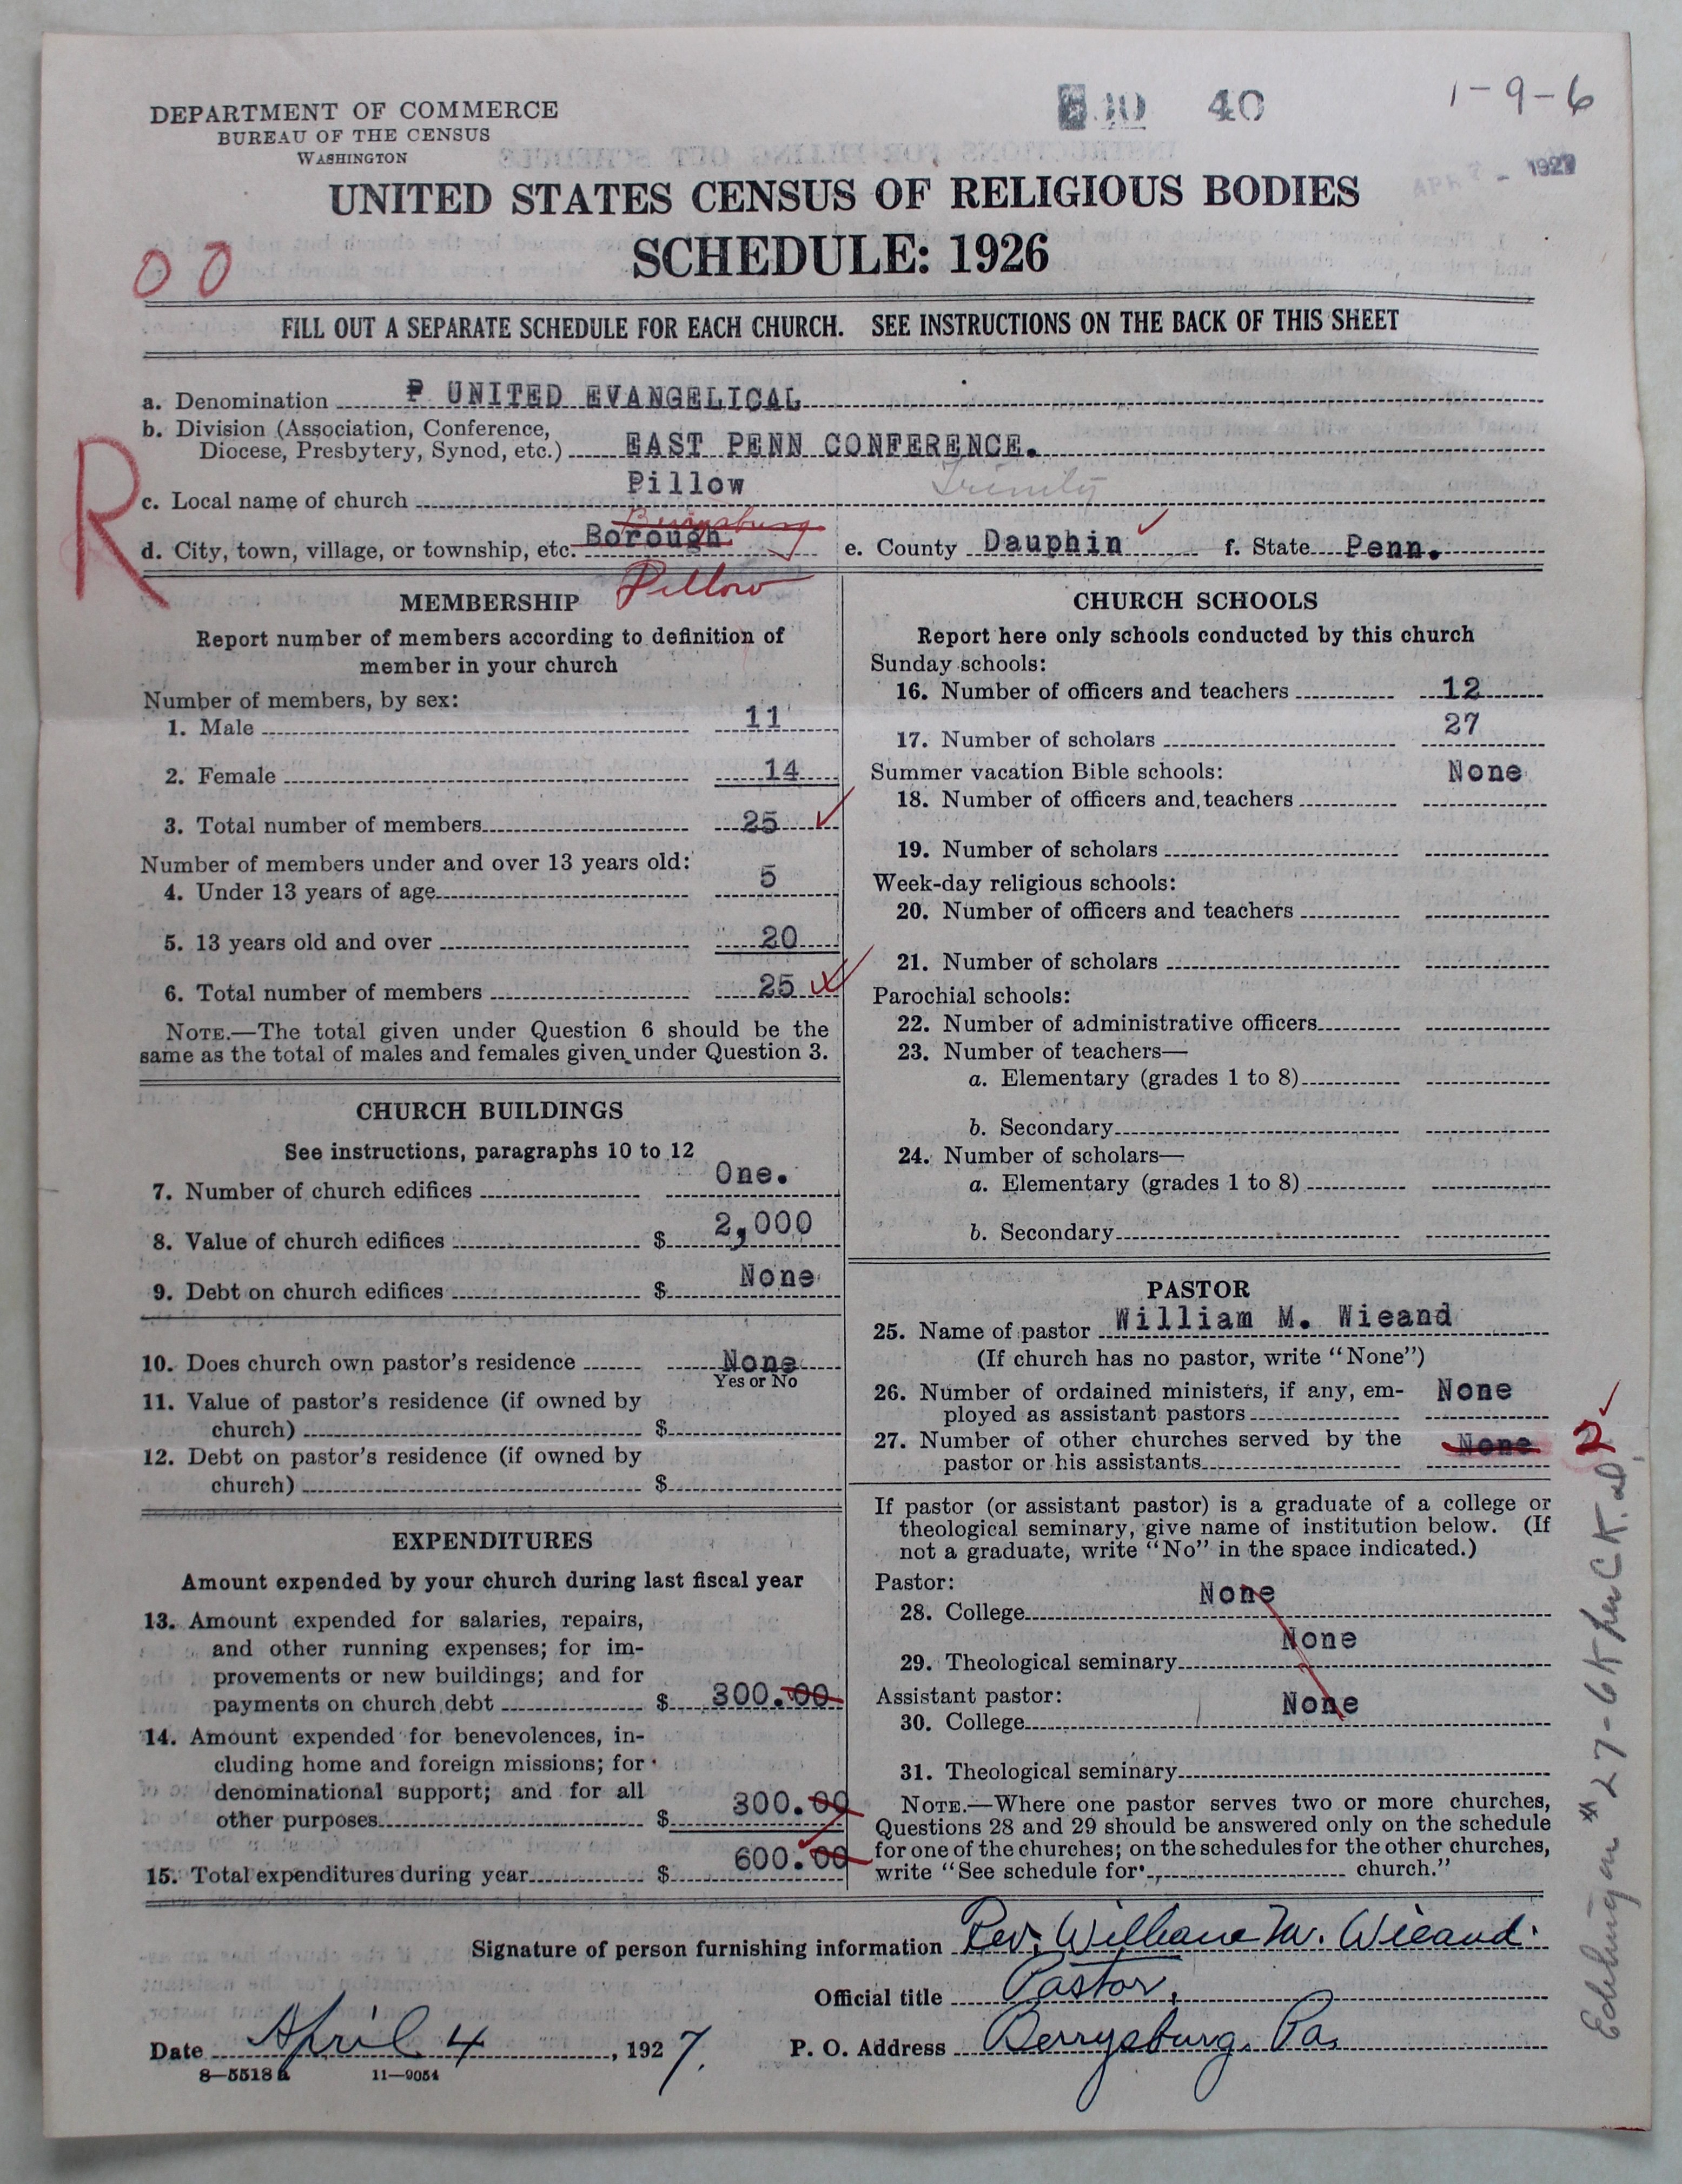 DEPARTMENT OF COMMERCE
BUREAU OF THE CENSUS
WASHINGTON
40
1-9-6
1927
UNITED STATES CENSUS OF RELIGIOUS BODIES
SCHEDULE: 1926
00
FILL OUT A SEPARATE SCHEDULE FOR EACH CHURCH. SEE INSTRUCTIONS ON THE BACK OF THIS SHEET
R
a. Denomination UNITED EVANGELICAL
b. Division (Association, Conference, Diocese, Presbytery, Synod, etc.) EAST PENN CONFERENCE.
c. Local name of church Pillow Trinity
Berrysburg
d. City, town, village, or township, etc. Borough e. County Dauphin f. State Penn.
Pillow
MEMBERSHIP
Report number of members according to definition of
member in your church
Number of members, by sex:
1. Male 11
2. Female 14
3. Total number of members 25
Number of members under and over 13 years old:
4. Under 13 years of age 5
5. 13 years old and over 20
6. Total number of members 25
NOTE.—The total given under Question 6 should be the
same as the total of males and females given under Question 3.
CHURCH BUILDINGS
See instructions, paragraphs 10 to 12
7. Number of church edifices One.
8. Value of church edifices $ 2,000
9. Debt on church edifices $ None
10. Does church own pastor's residence None
Yes or No
11. Value of pastor's residence (if owned by
church) $
12. Debt on pastor's residence (if owned by
church) $
EXPENDITURES
Amount expended by your church during last fiscal year
13. Amount expended for salaries, repairs,
and other running expenses; for im-
provements or new buildings; and for
payments on church debt $ 300.00
14. Amount expended for benevolences, in-
cluding home and foreign missions; for
denominational support; and for all
other purposes $ 300.00
15. Total expenditures during year $ 600.00
CHURCH SCHOOLS
Report here only schools conducted by this church
Sunday schools:
16. Number of officers and teachers 12
17. Number of scholars 27
Summer vacation Bible schools: None
18. Number of officers and teachers
19. Number of scholars
Week-day religious schools:
20. Number of officers and teachers
21. Number of scholars
Parochial schools:
22. Number of administrative officers
23. Number of teachers—
a. Elementary (grades 1 to 8)
b. Secondary
24. Number of scholars—
a. Elementary (grades 1 to 8)
b. Secondary
PASTOR
25. Name of pastor William M. Wieand
(If church has no pastor, write "None")
26. Number of ordained ministers, if any, em-
ployed as assistant pastors None
27. Number of other churches served by the
pastor or his assistants None 2
If pastor (or assistant pastor) is a graduate of a college or
theological seminary, give name of institution below. (If
not a graduate, write "No" in the space indicated.)
Pastor:
28. College None
29. Theological seminary None
Assistant pastor:
30. College None
31. Theological seminary
NOTE.—Where one pastor serves two or more churches,
Questions 28 and 29 should be answered only on the schedule
for one of the churches; on the schedules for the other churches,
write "See schedule for church."
Signature of person furnishing information Rev. William M. Wieand.
Official title Pastor,
Date April 4, 1927. P. O. Address Berrysburg, Pa,
8—5518 a 11—9054